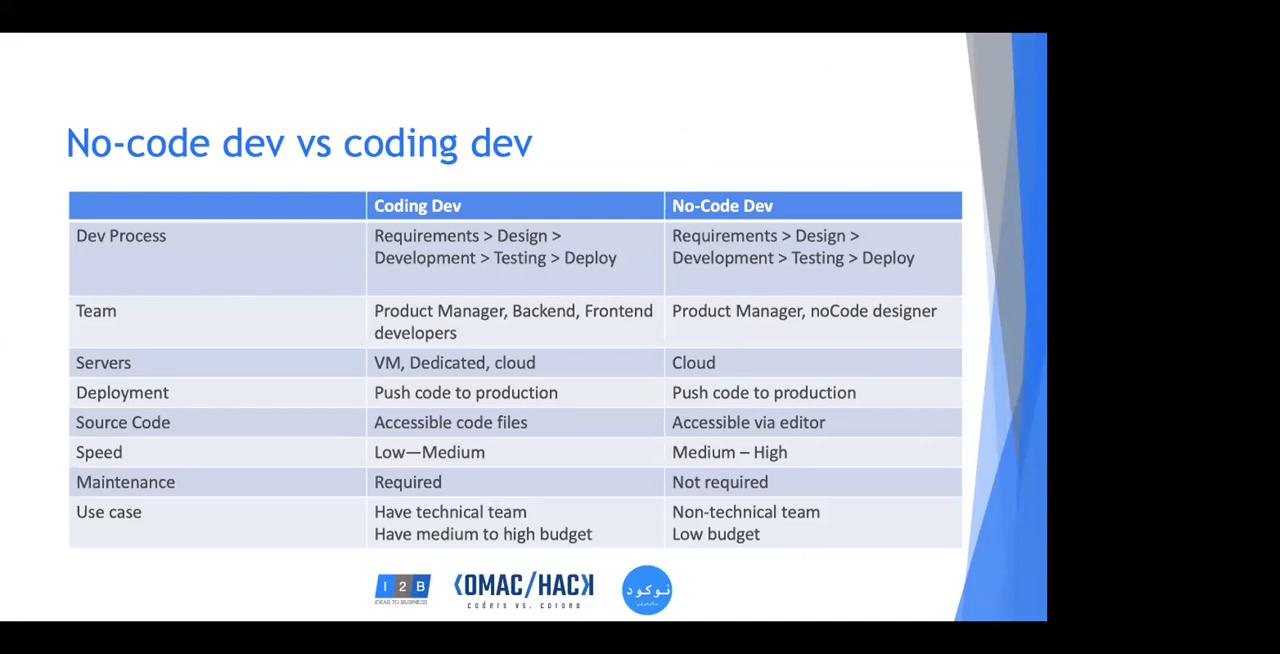 No-code dev vs coding dev
Coding Dev
No-Code Dev
Dev Process
Requirements > Design >
Development > Testing > Deploy
Requirements > Design >
Development > Testing > Deploy
Team
Product Manager, Backend, Frontend
developers
Product Manager, noCode designer
Servers
VM, Dedicated, cloud
Cloud
Deployment
Push code to production
Push code to production
Source Code
Accessible code files
Accessible via editor
Speed
Low—Medium
Medium – High
Maintenance
Required
Not required
Use case
Have technical team
Have medium to high budget
Non-technical team
Low budget
I 2 B
IDEAS TO BUSINESS
OMAC/HACK
coders vs. corona
نوكود